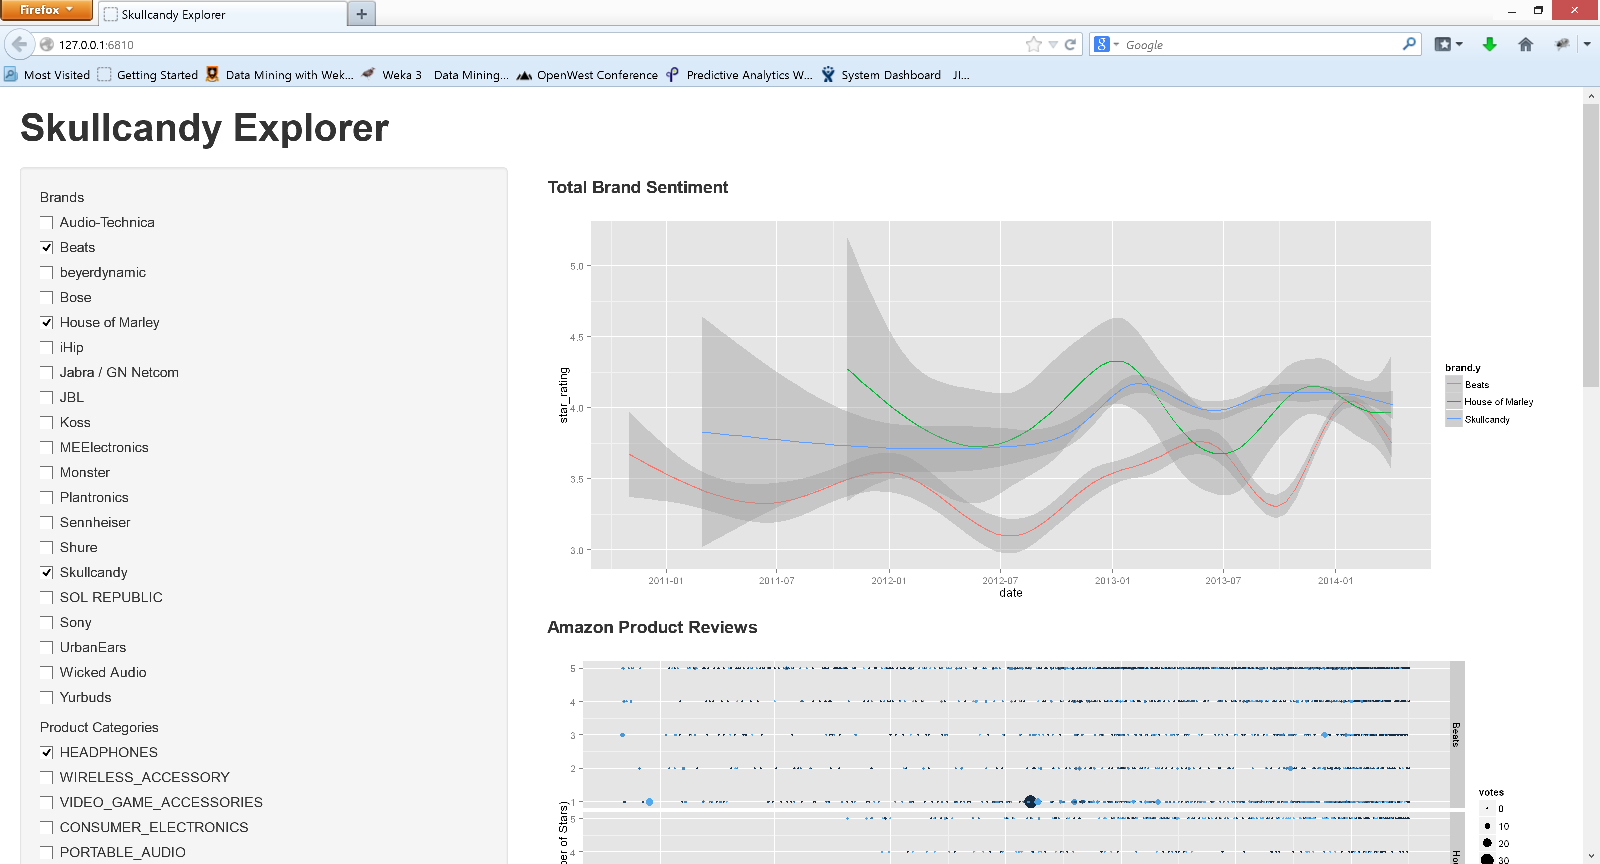 Firefox
Skullcandy Explorer
127.0.0.1:6810
Google
Most Visited Getting Started Data Mining with Wek... Weka 3 Data Mining... OpenWest Conference Predictive Analytics W... System Dashboard JI...
Skullcandy Explorer
Brands
Audio-Technica
Beats
beyerdynamic
Bose
House of Marley
iHip
Jabra / GN Netcom
JBL
Koss
MEElectronics
Monster
Plantronics
Sennheiser
Shure
Skullcandy
SOL REPUBLIC
Sony
UrbanEars
Wicked Audio
Yurbuds
Product Categories
HEADPHONES
WIRELESS_ACCESSORY
VIDEO_GAME_ACCESSORIES
CONSUMER_ELECTRONICS
PORTABLE_AUDIO
Total Brand Sentiment
5.0
4.5
4.0
3.5
3.0
star_rating
2011-01 2011-07 2012-01 2012-07 2013-01 2013-07 2014-01
date
brand.y
Beats
House of Marley
Skullcandy
Amazon Product Reviews
5
4
3
2
1
Beats
5
4
er of Stars)
Ho
votes
0
10
20
30